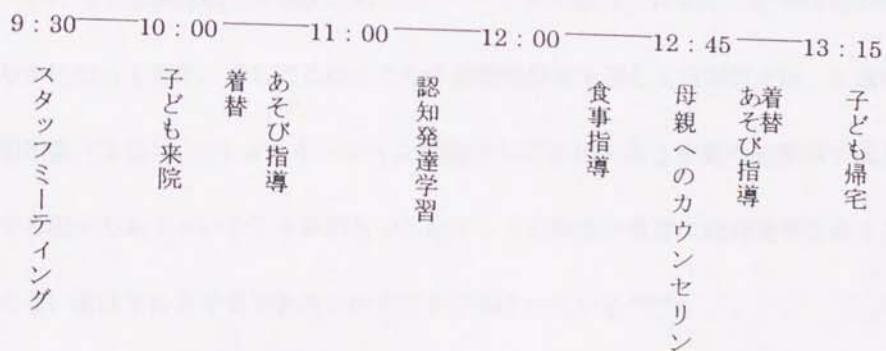 9：30 10：00 11：00 12：00 12：45 13：15
スタッミーティング
子ども来院
着替
あそび指導
認知発達学習
食事指導
母親へのカウンセリン
着替
あそび指導
子ども帰宅